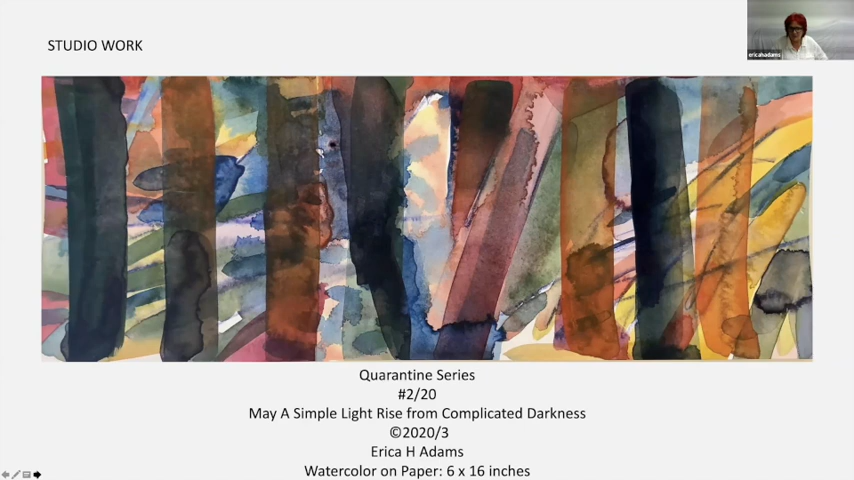 STUDIO WORK
ericahadams
Quarantine Series
#2/20
May A Simple Light Rise from Complicated Darkness
©2020/3
Erica H Adams
Watercolor on Paper: 6 x 16 inches